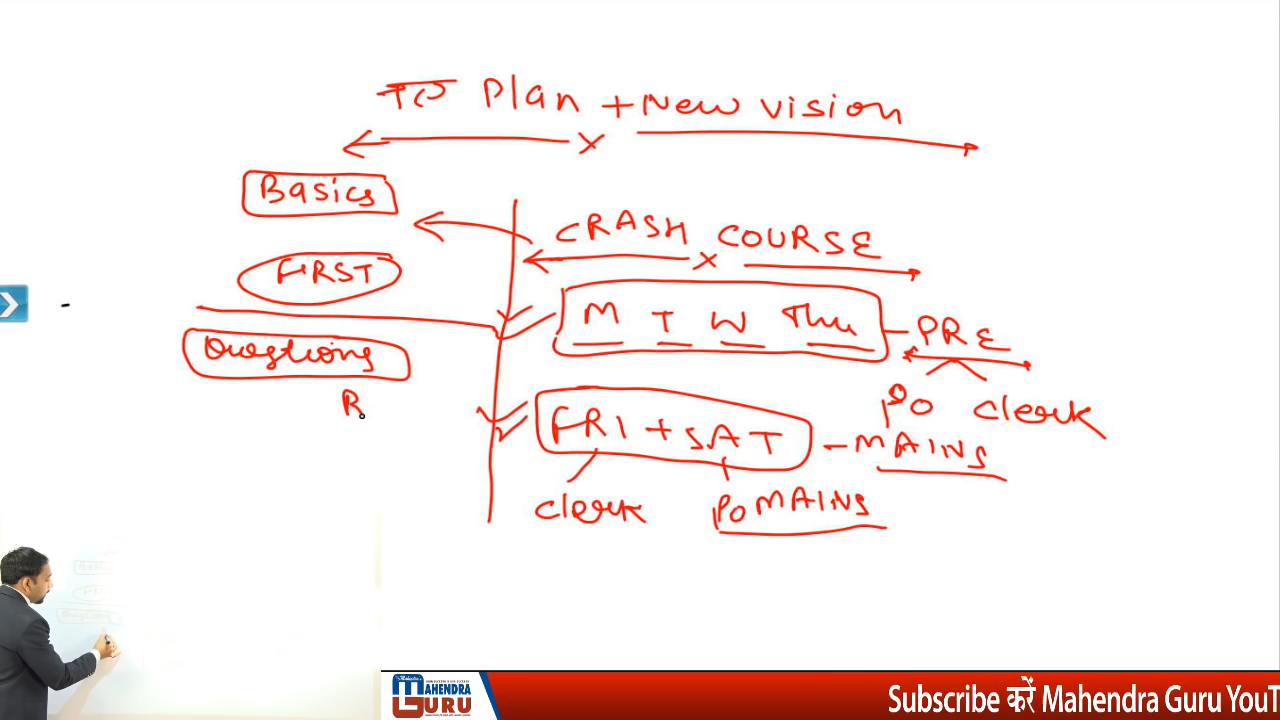 TO Plan + New vision
Basics
CRASH COURSE
FIRST
M T W Thu - PRE
Questions
PO clerk
R
FRI + SAT - MAINS
clerk PO MAINS
MAHENDRA GURU
Subscribe करें Mahendra Guru YouT